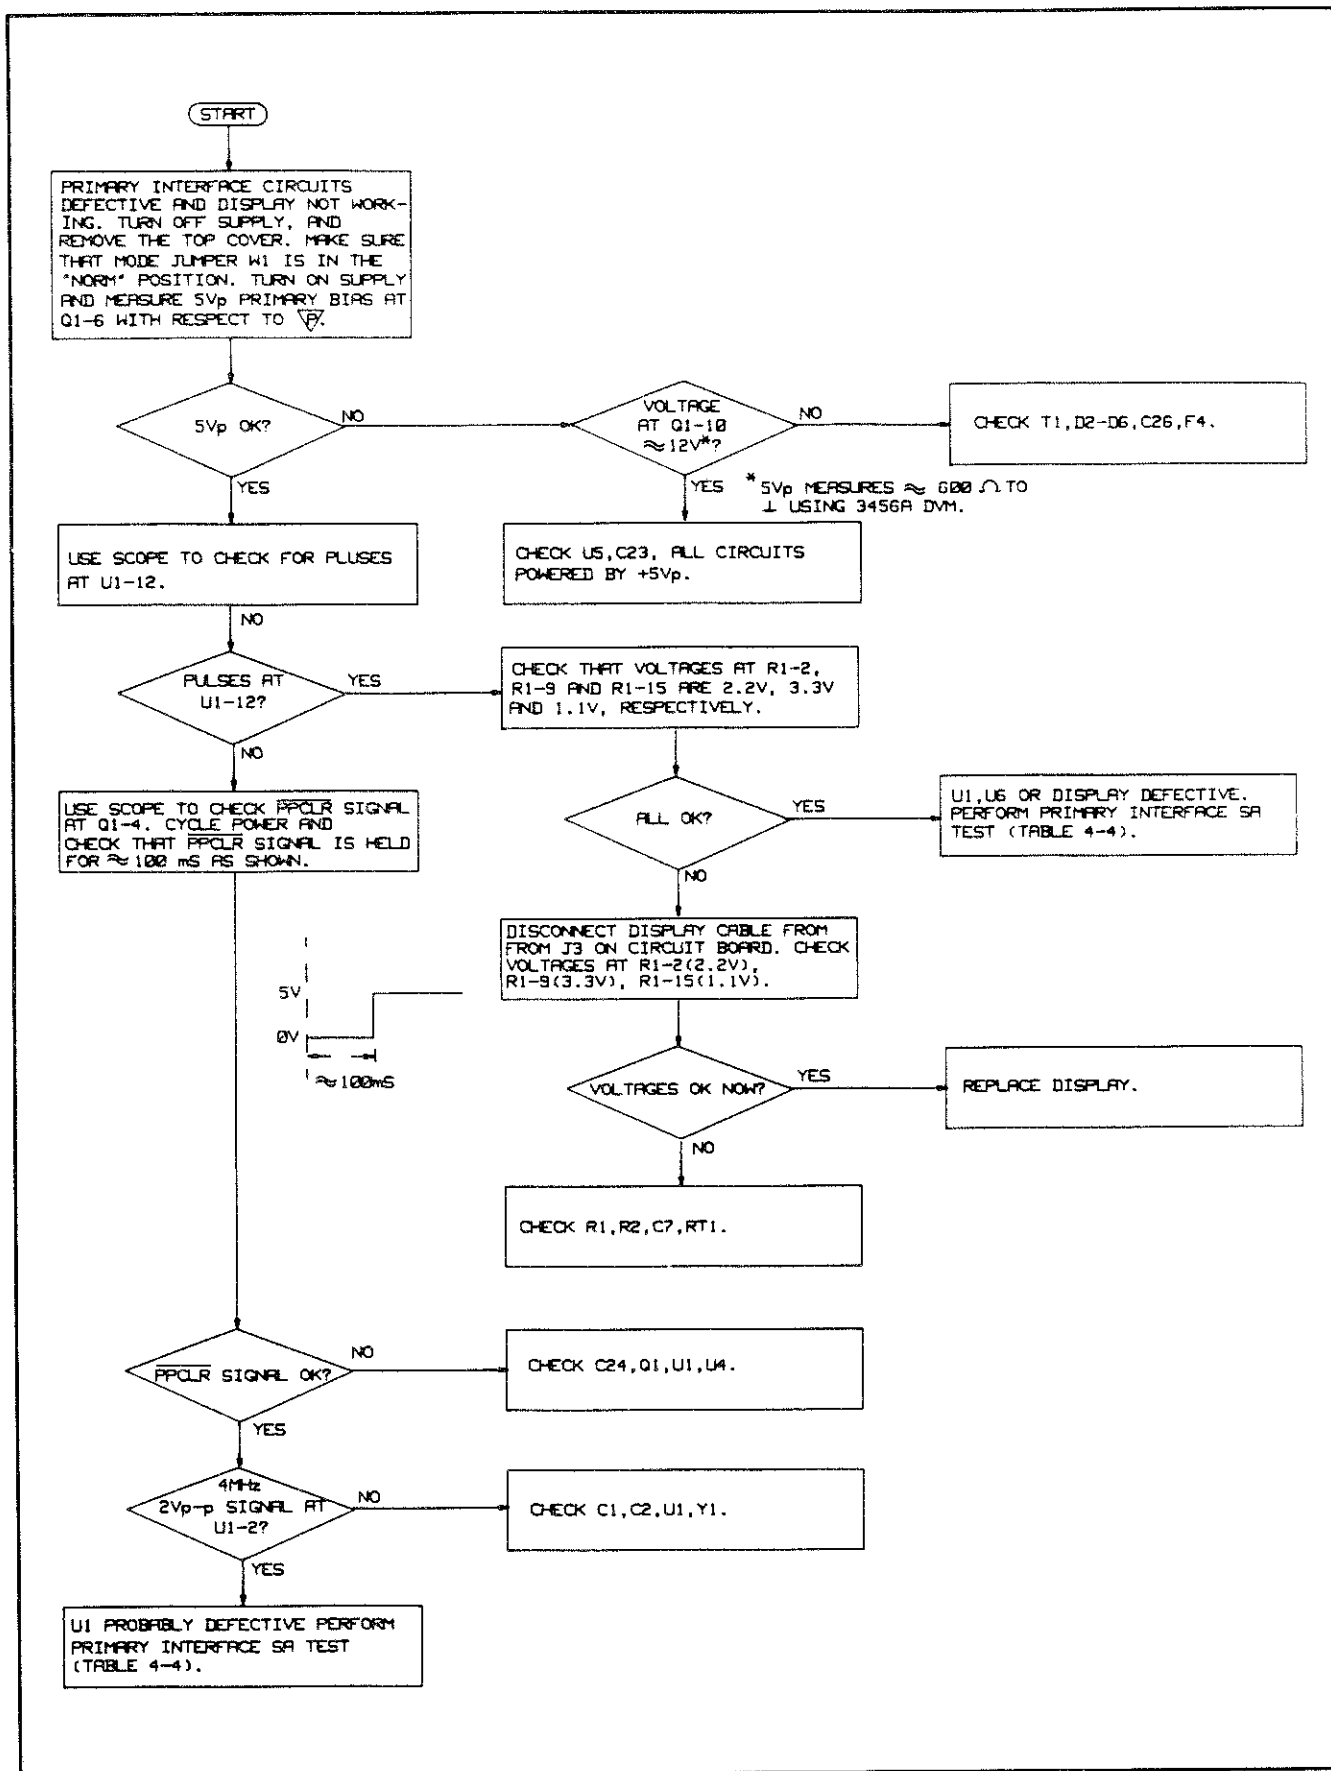 START
PRIMARY INTERFACE CIRCUITS
DEFECTIVE AND DISPLAY NOT WORK-
ING. TURN OFF SUPPLY, AND
REMOVE THE TOP COVER. MAKE SURE
THAT MODE JUMPER W1 IS IN THE
"NORM" POSITION. TURN ON SUPPLY
AND MEASURE 5Vp PRIMARY BIAS AT
Q1-6 WITH RESPECT TO P.
5Vp OK?
NO
VOLTAGE
AT Q1-10
≈12V*?
NO
CHECK T1,D2-D6,C26,F4.
YES
YES
*5Vp MEASURES ≈ 600 Ω TO
⊥ USING 3456A DVM.
USE SCOPE TO CHECK FOR PLUSES
AT U1-12.
CHECK U5,C23, ALL CIRCUITS
POWERED BY +5Vp.
NO
PULSES AT
U1-12?
YES
CHECK THAT VOLTAGES AT R1-2,
R1-9 AND R1-15 ARE 2.2V, 3.3V
AND 1.1V, RESPECTIVELY.
NO
USE SCOPE TO CHECK P̅P̅C̅L̅R̅ SIGNAL
AT Q1-4. CYCLE POWER AND
CHECK THAT P̅P̅C̅L̅R̅ SIGNAL IS HELD
FOR ≈ 100 mS AS SHOWN.
ALL OK?
YES
U1,U6 OR DISPLAY DEFECTIVE.
PERFORM PRIMARY INTERFACE SA
TEST (TABLE 4-4).
NO
DISCONNECT DISPLAY CABLE FROM
FROM J3 ON CIRCUIT BOARD. CHECK
VOLTAGES AT R1-2(2.2V),
R1-9(3.3V), R1-15(1.1V).
5V
0V
≈100mS
VOLTAGES OK NOW?
YES
REPLACE DISPLAY.
NO
CHECK R1,R2,C7,RT1.
P̅P̅C̅L̅R̅ SIGNAL OK?
NO
CHECK C24,Q1,U1,U4.
YES
4MHz
2Vp-p SIGNAL AT
U1-2?
NO
CHECK C1,C2,U1,Y1.
YES
U1 PROBABLY DEFECTIVE PERFORM
PRIMARY INTERFACE SA TEST
(TABLE 4-4).